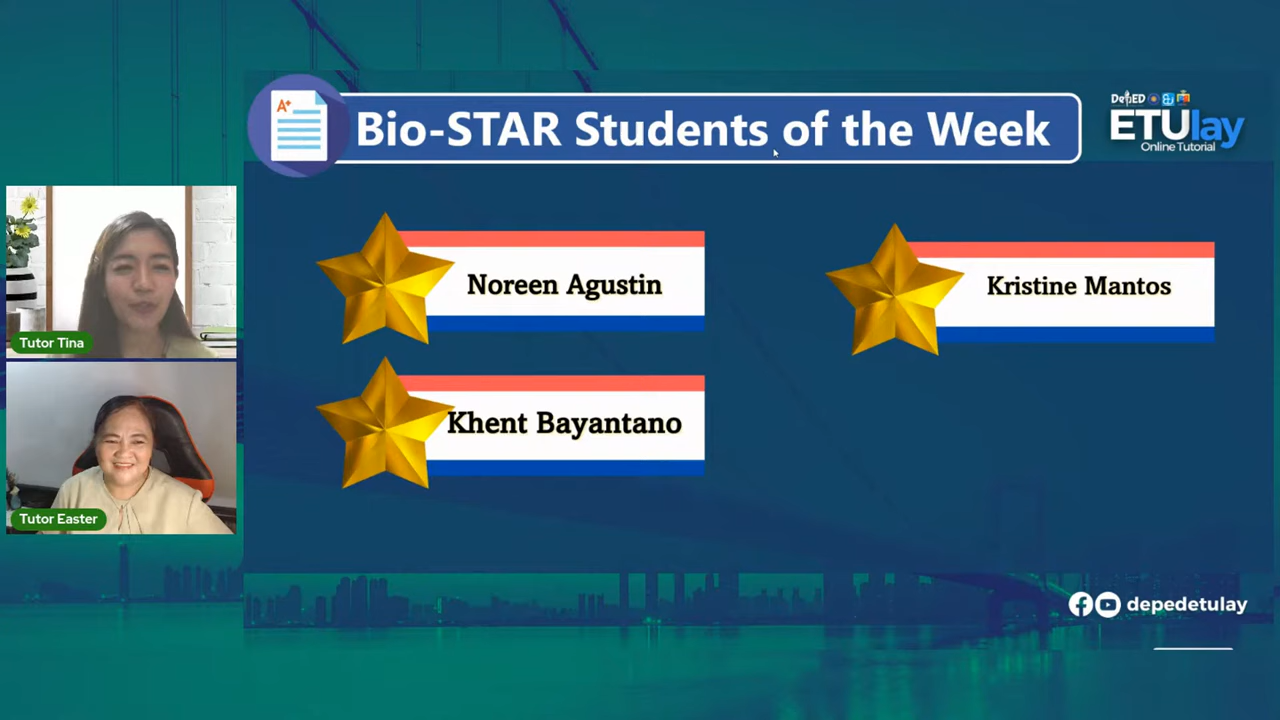 A+
Bio-STAR Students of the Week
DepED
ETUlay
Online Tutorial
Noreen Agustin
Kristine Mantos
Khent Bayantano
Tutor Tina
Tutor Easter
depedetulay